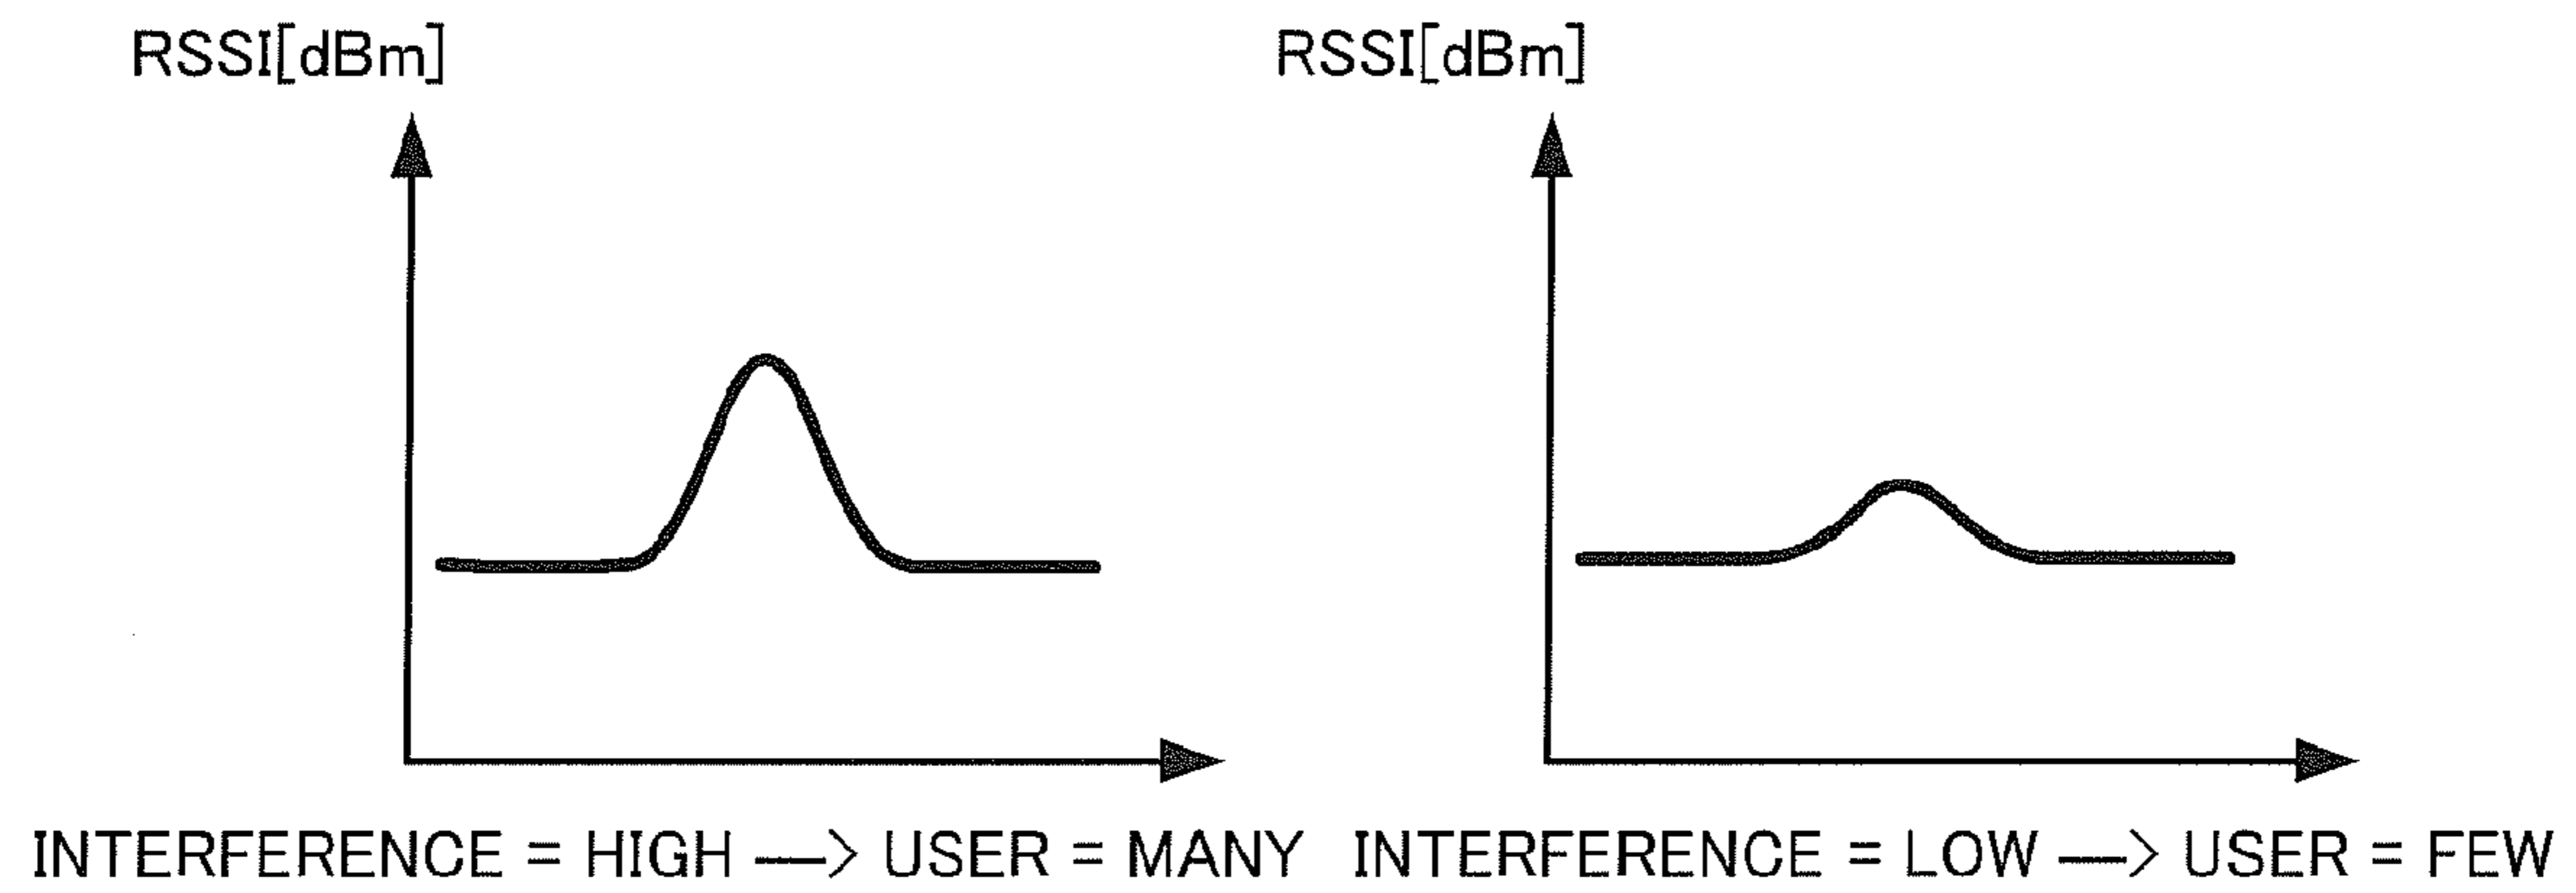 RSSI[dBm]
RSSI[dBm]
INTERFERENCE = HIGH —> USER = MANY
INTERFERENCE = LOW —> USER = FEW